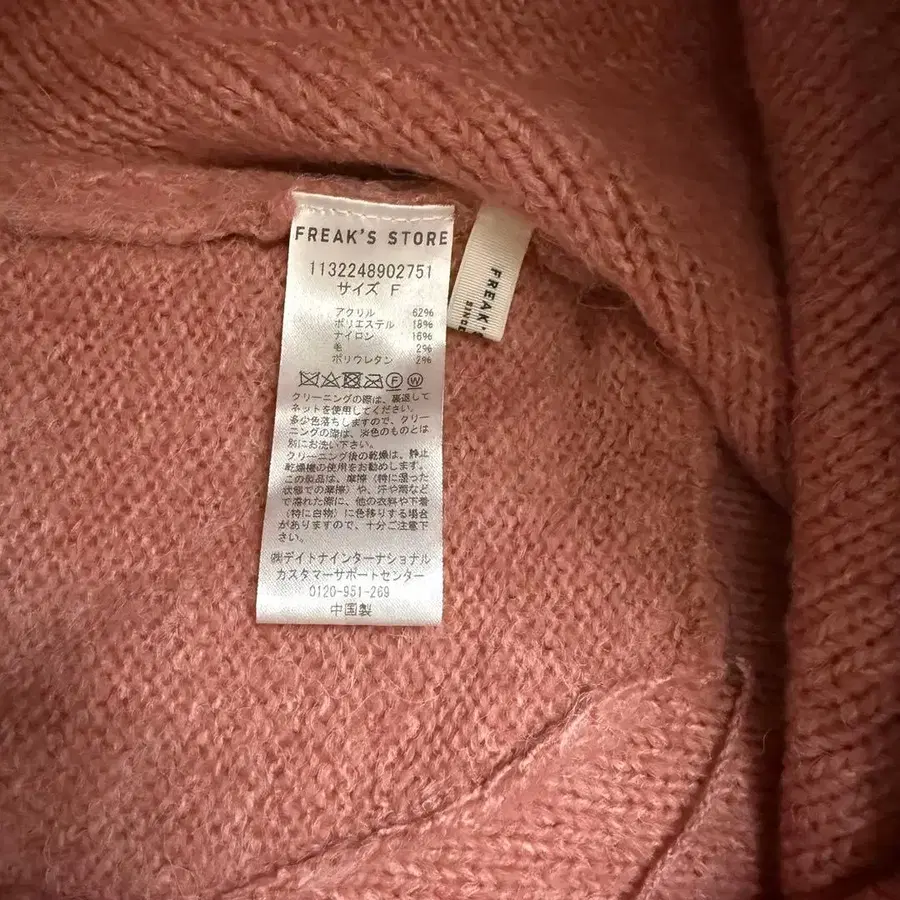 FREAK'S STORE
1132248902751
サイズ F
アクリル 62%
ポリエステル 18%
ナイロン 16%
毛 2%
ポリウレタン 2%
F W
クリーニングの際は、裏返して
ネットを使用してください。
多少色落ちしますので、クリー
ニングの際は、淡色のものとは
別にお洗い下さい。
クリーニング後の乾燥は、静止
乾燥機の使用をお勧めします。
この製品は、摩擦（特に湿った
状態での摩擦）や、汗や雨など
で濡れた際に、他の衣料や下着
（特に白物）に色移りする場合
がありますので、十分ご注意下
さい。
㈱デイトナインターナショナル
カスタマーサポートセンター
0120-951-269
中国製
FREAK'
SINC